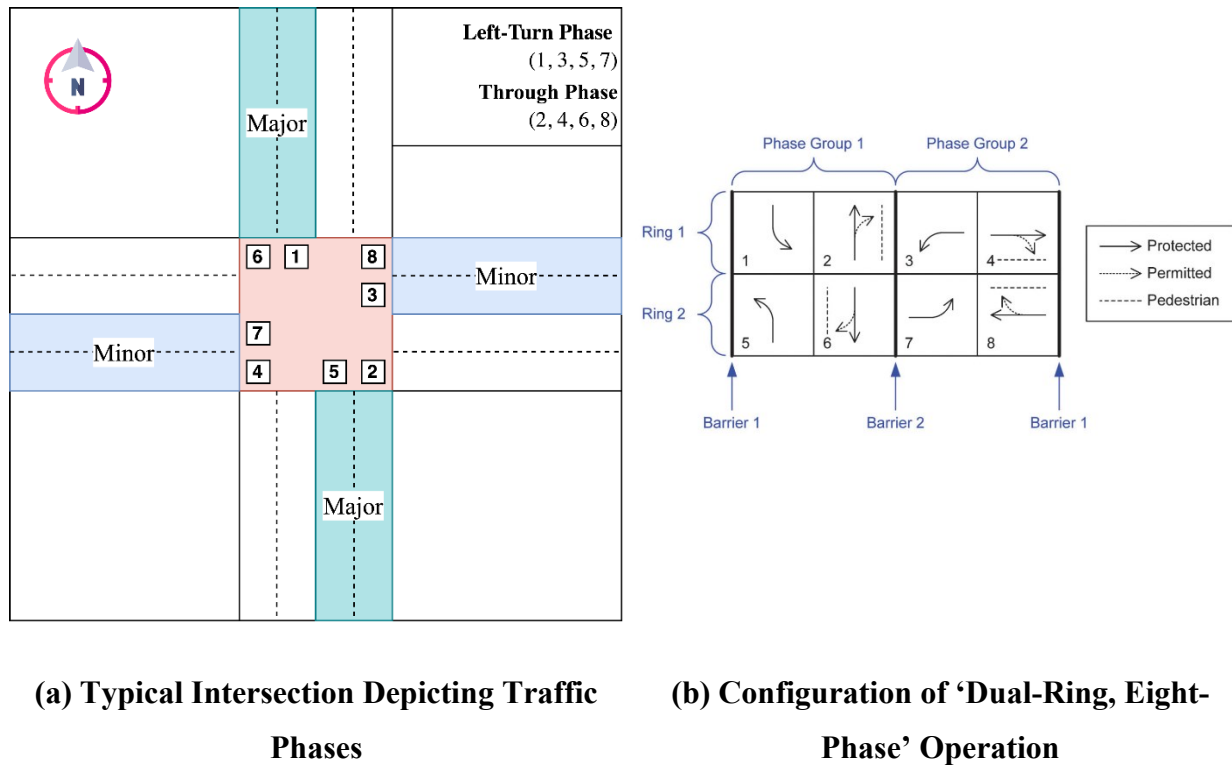 Left-Turn Phase
(1, 3, 5, 7)
Through Phase
(2, 4, 6, 8)
N
Major
6 1 8
Minor
3
7
Minor
4 5 2
Major
Phase Group 1 Phase Group 2
Ring 1
1 2 3 4
Ring 2
5 6 7 8
Barrier 1 Barrier 2 Barrier 1
Protected
Permitted
Pedestrian
(a) Typical Intersection Depicting Traffic
Phases
(b) Configuration of ‘Dual-Ring, Eight-
Phase’ Operation